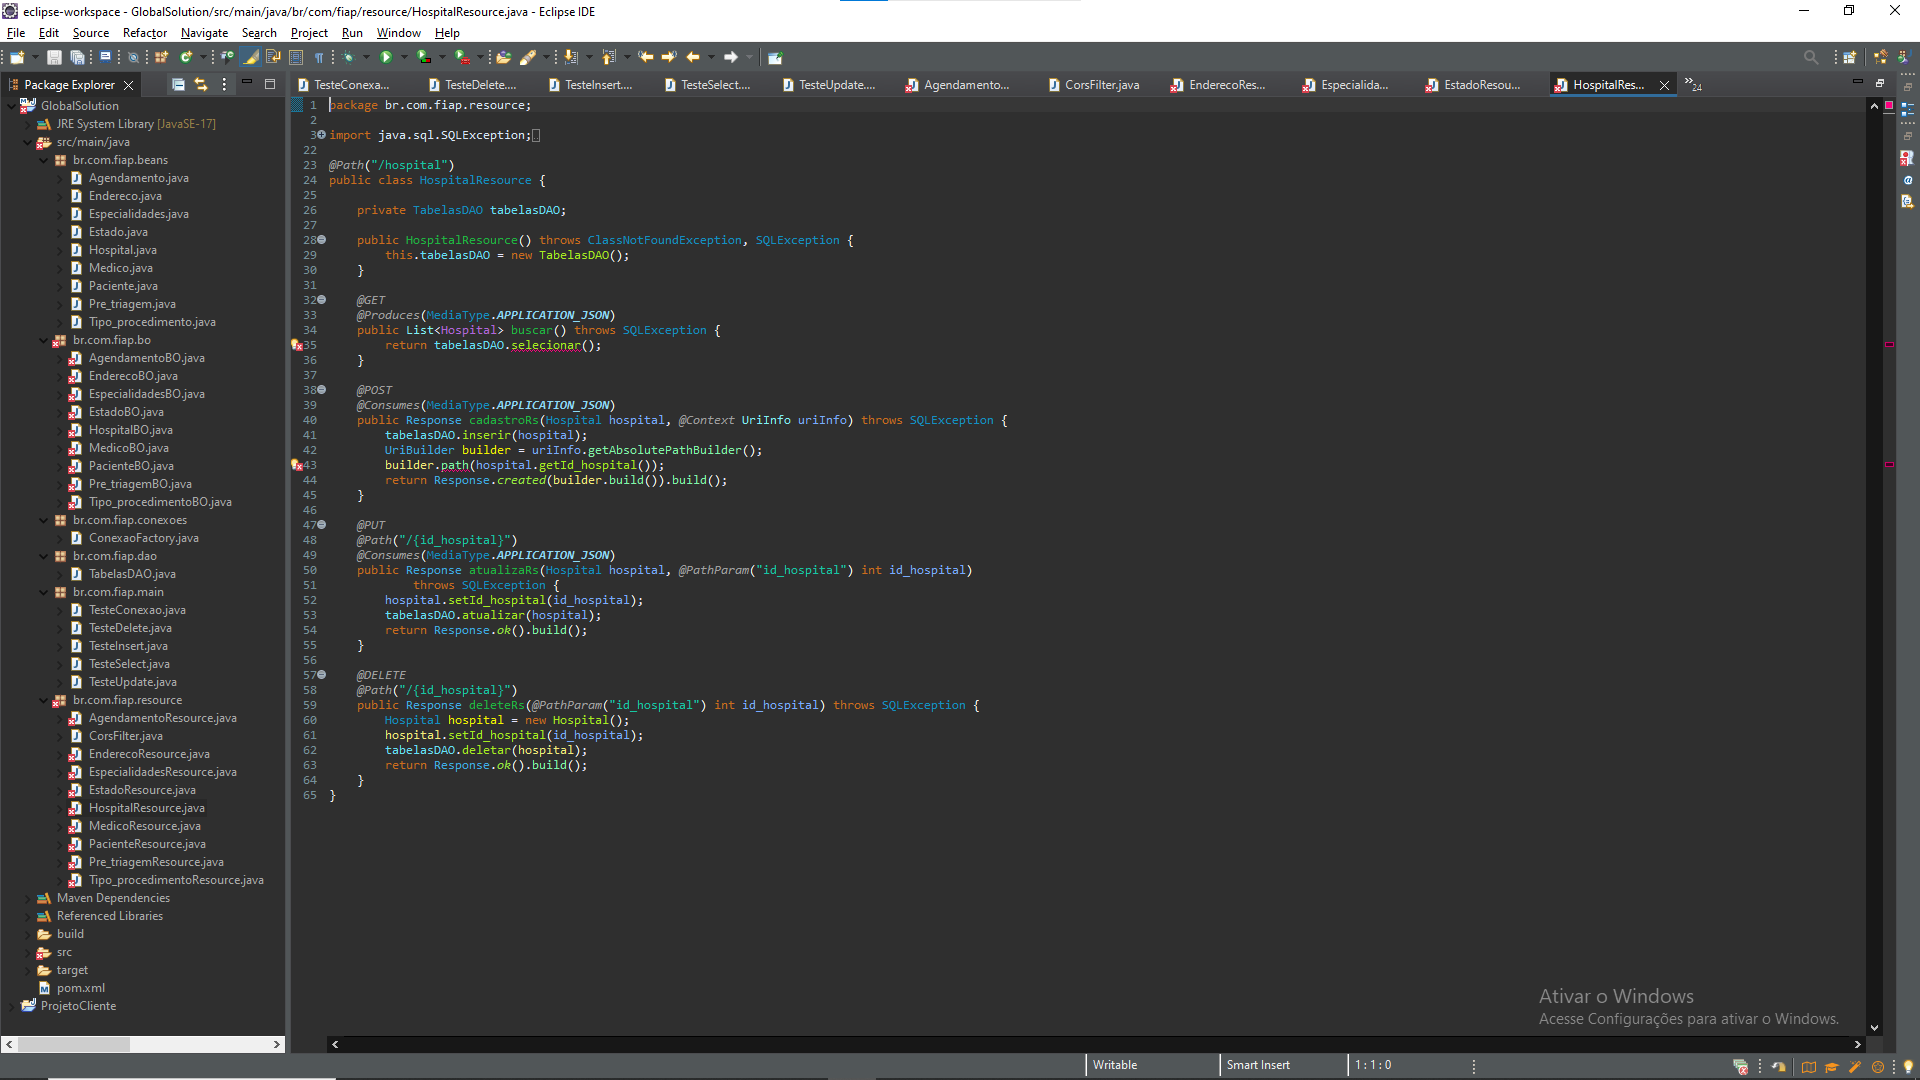 eclipse-workspace - GlobalSolution/src/main/java/br/com/fiap/resource/HospitalResource.java - Eclipse IDE
File Edit Source Refactor Navigate Search Project Run Window Help
Package Explorer
TesteConexa... TesteDelete.... TesteInsert.... TesteSelect.... TesteUpdate.... Agendamento... CorsFilter.java EnderecoRes... Especialida... EstadoResou... HospitalRes... 24
GlobalSolution
JRE System Library [JavaSE-17]
src/main/java
br.com.fiap.beans
Agendamento.java
Endereco.java
Especialidades.java
Estado.java
Hospital.java
Medico.java
Paciente.java
Pre_triagem.java
Tipo_procedimento.java
br.com.fiap.bo
AgendamentoBO.java
EnderecoBO.java
EspecialidadesBO.java
EstadoBO.java
HospitalBO.java
MedicoBO.java
PacienteBO.java
Pre_triagemBO.java
Tipo_procedimentoBO.java
br.com.fiap.conexoes
ConexaoFactory.java
br.com.fiap.dao
TabelasDAO.java
br.com.fiap.main
TesteConexao.java
TesteDelete.java
TesteInsert.java
TesteSelect.java
TesteUpdate.java
br.com.fiap.resource
AgendamentoResource.java
CorsFilter.java
EnderecoResource.java
EspecialidadesResource.java
EstadoResource.java
HospitalResource.java
MedicoResource.java
PacienteResource.java
Pre_triagemResource.java
Tipo_procedimentoResource.java
Maven Dependencies
Referenced Libraries
build
src
target
pom.xml
ProjetoCliente
1 package br.com.fiap.resource;
2
3 import java.sql.SQLException;
22
23 @Path("/hospital")
24 public class HospitalResource {
25
26 private TabelasDAO tabelasDAO;
27
28 public HospitalResource() throws ClassNotFoundException, SQLException {
29 this.tabelasDAO = new TabelasDAO();
30 }
31
32 @GET
33 @Produces(MediaType.APPLICATION_JSON)
34 public List<Hospital> buscar() throws SQLException {
35 return tabelasDAO.selecionar();
36 }
37
38 @POST
39 @Consumes(MediaType.APPLICATION_JSON)
40 public Response cadastroRs(Hospital hospital, @Context UriInfo uriInfo) throws SQLException {
41 tabelasDAO.inserir(hospital);
42 UriBuilder builder = uriInfo.getAbsolutePathBuilder();
43 builder.path(hospital.getId_hospital());
44 return Response.created(builder.build()).build();
45 }
46
47 @PUT
48 @Path("/{id_hospital}")
49 @Consumes(MediaType.APPLICATION_JSON)
50 public Response atualizaRs(Hospital hospital, @PathParam("id_hospital") int id_hospital)
51 throws SQLException {
52 hospital.setId_hospital(id_hospital);
53 tabelasDAO.atualizar(hospital);
54 return Response.ok().build();
55 }
56
57 @DELETE
58 @Path("/{id_hospital}")
59 public Response deleteRs(@PathParam("id_hospital") int id_hospital) throws SQLException {
60 Hospital hospital = new Hospital();
61 hospital.setId_hospital(id_hospital);
62 tabelasDAO.deletar(hospital);
63 return Response.ok().build();
64 }
65 }
Ativar o Windows
Acesse Configurações para ativar o Windows.
Writable Smart Insert 1 : 1 : 0